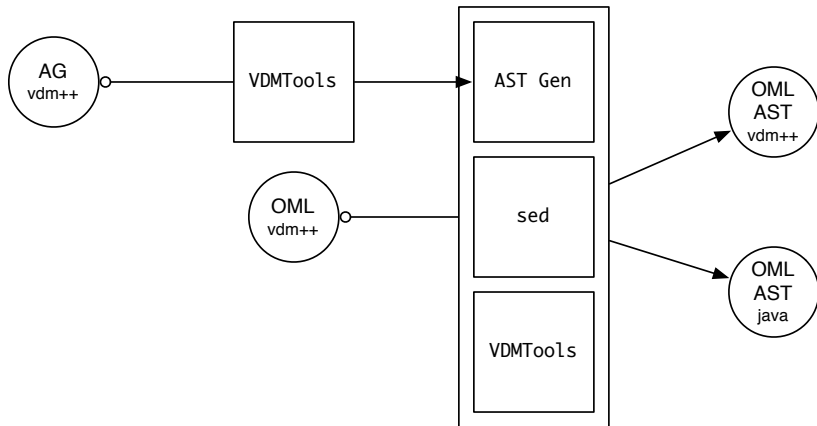 AG
vdm++
VDMTools
AST Gen
OML
AST
vdm++
OML
vdm++
sed
OML
AST
java
VDMTools